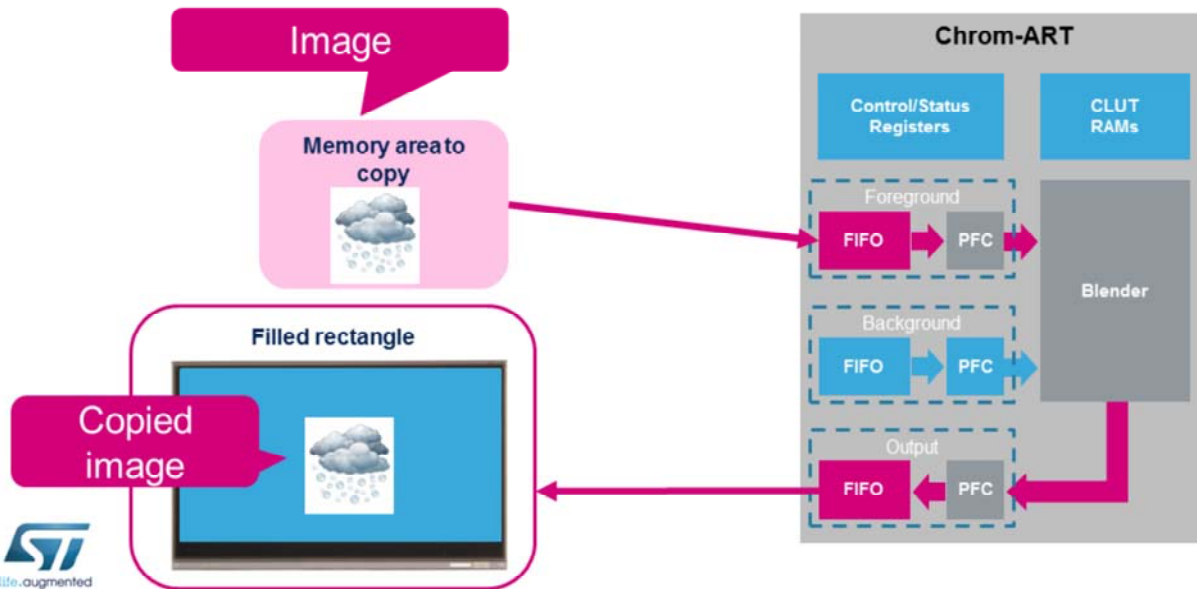 Image
Chrom-ART
Control/Status
Registers
CLUT
RAMs
Memory area to
copy
Foreground
FIFO
PFC
Blender
Background
FIFO
PFC
Filled rectangle
Copied
image
Output
FIFO
PFC
ST
life.augmented